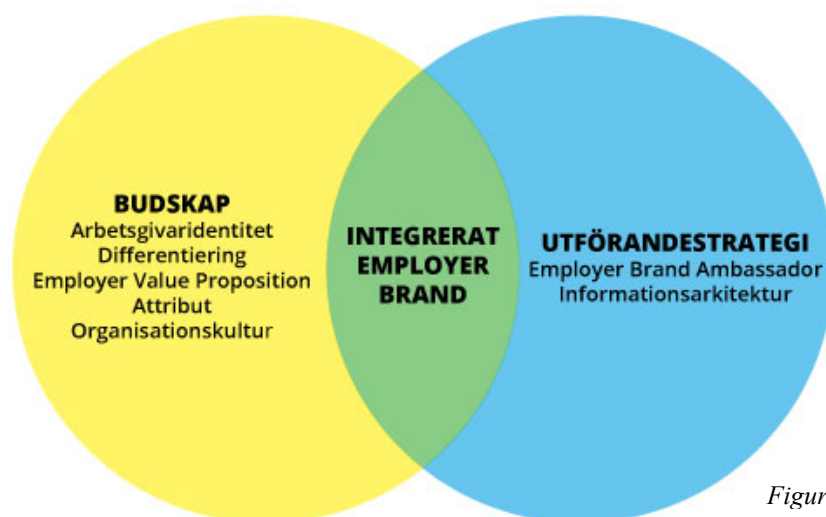 BUDSKAP
Arbetsgivaridentitet
Differentiering
Employer Value Proposition
Attribut
Organisationskultur
INTEGRERAT
EMPLOYER
BRAND
UTFÖRANDESTRATEGI
Employer Brand Ambassador
Informationsarkitektur
Figur